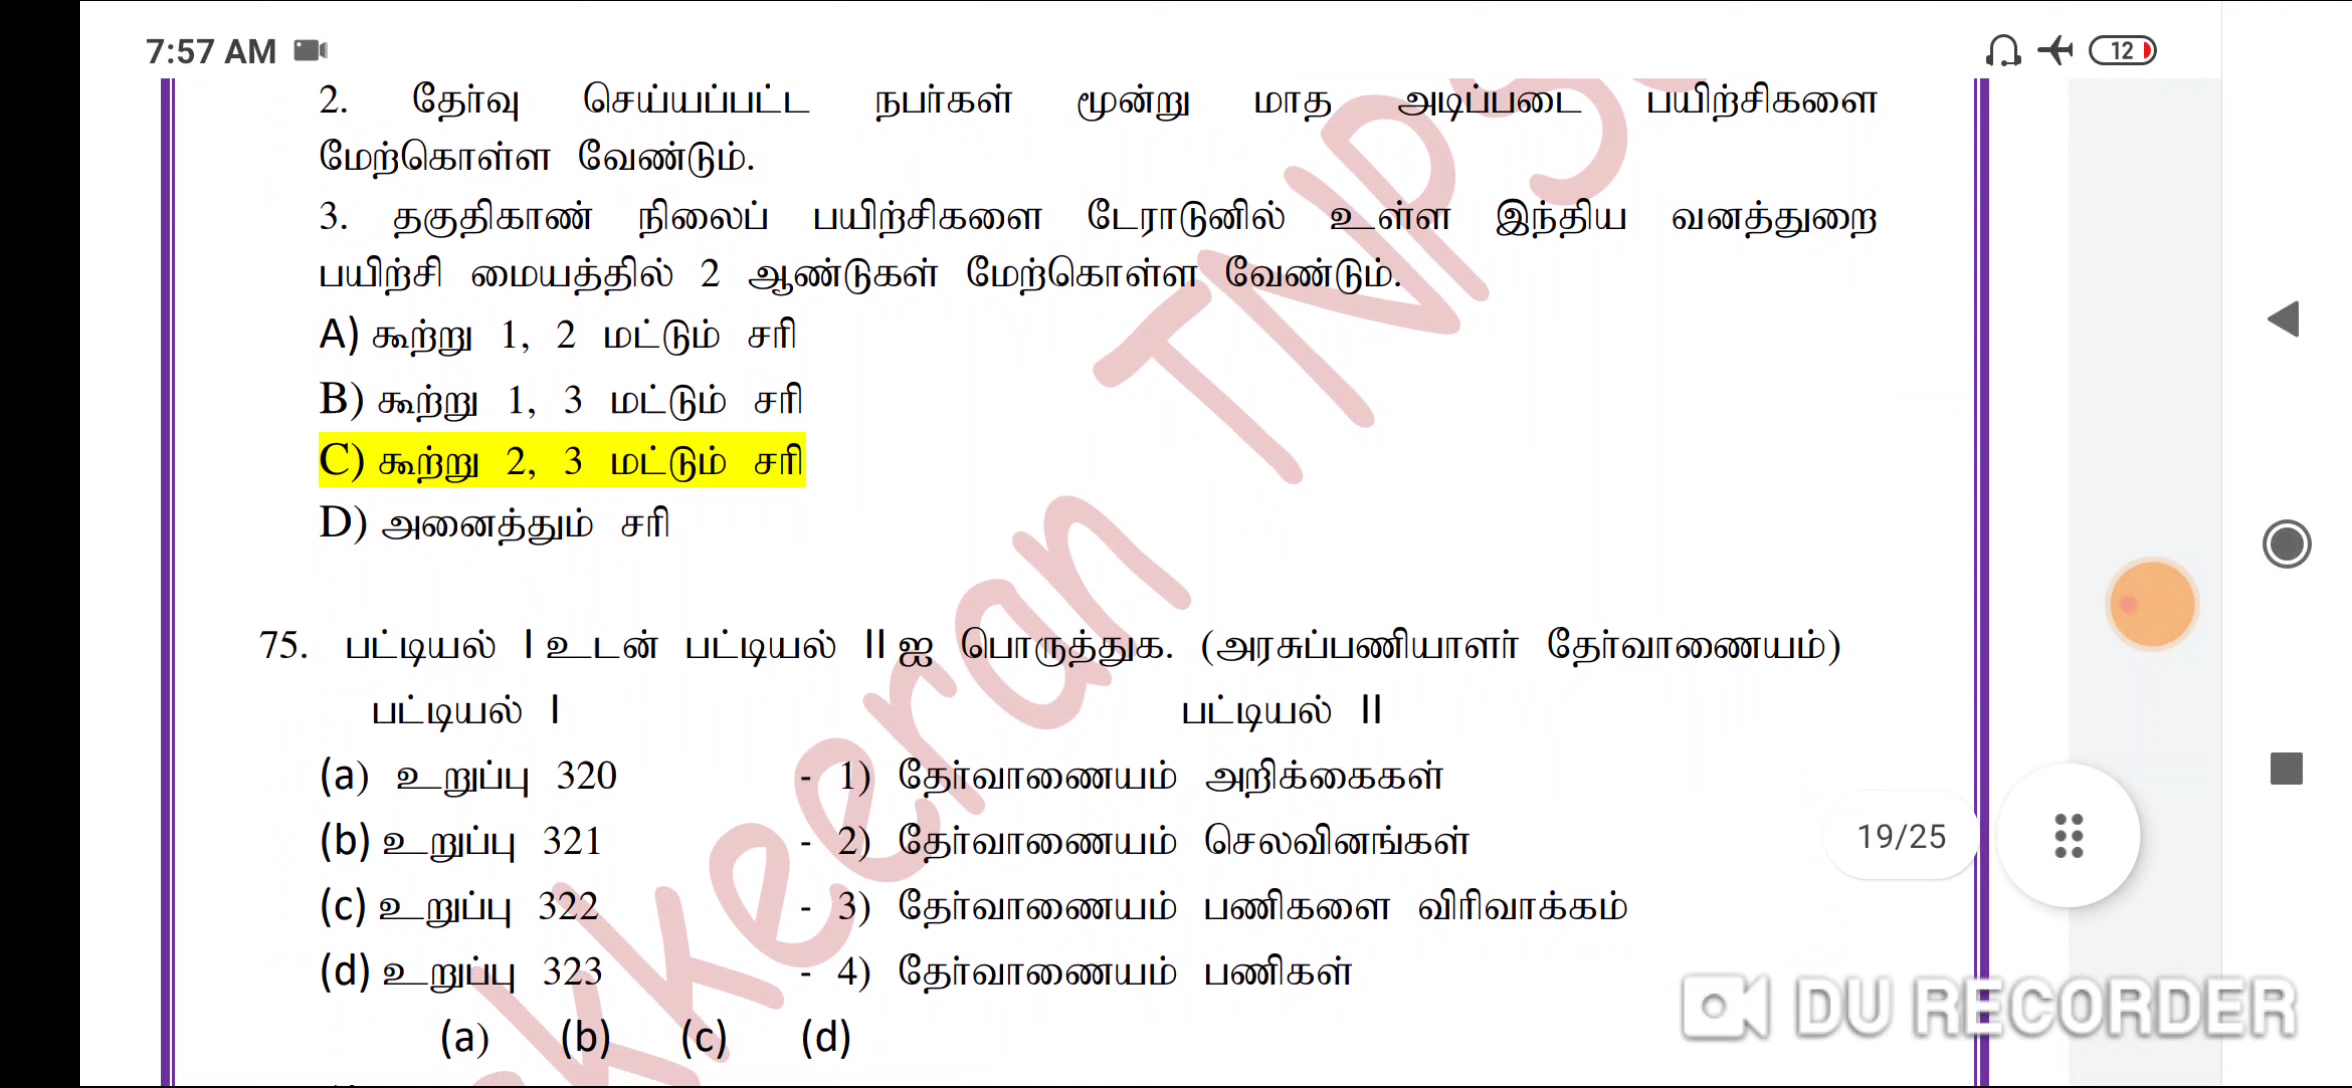 7:57 AM
12
2. தேர்வு செய்யப்பட்ட நபர்கள் மூன்று மாத அடிப்படை பயிற்சிகளை
மேற்கொள்ள வேண்டும்.
3. தகுதிகாண் நிலைப் பயிற்சிகளை டேராடுனில் உள்ள இந்திய வனத்துறை
பயிற்சி மையத்தில் 2 ஆண்டுகள் மேற்கொள்ள வேண்டும்.
A) கூற்று 1, 2 மட்டும் சரி
B) கூற்று 1, 3 மட்டும் சரி
C) கூற்று 2, 3 மட்டும் சரி
D) அனைத்தும் சரி
75. பட்டியல் I உடன் பட்டியல் II ஐ பொருத்துக. (அரசுப்பணியாளர் தேர்வாணையம்)
பட்டியல் I பட்டியல் II
(a) உறுப்பு 320 - 1) தேர்வாணையம் அறிக்கைகள்
(b) உறுப்பு 321 - 2) தேர்வாணையம் செலவினங்கள்
(c) உறுப்பு 322 - 3) தேர்வாணையம் பணிகளை விரிவாக்கம்
(d) உறுப்பு 323 - 4) தேர்வாணையம் பணிகள்
(a) (b) (c) (d)
19/25
DU RECORDER